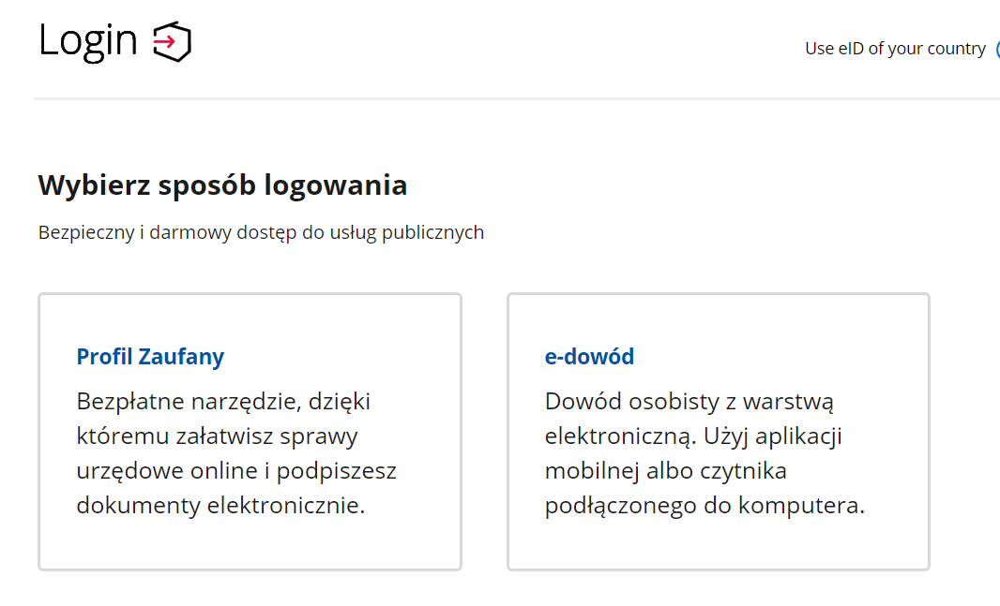 Login
Use eID of your country
Wybierz sposób logowania
Bezpieczny i darmowy dostęp do usług publicznych
Profil Zaufany
Bezpłatne narzędzie, dzięki
któremu załatwisz sprawy
urzędowe online i podpiszesz
dokumenty elektronicznie.
e-dowód
Dowód osobisty z warstwą
elektroniczną. Użyj aplikacji
mobilnej albo czytnika
podłączonego do komputera.